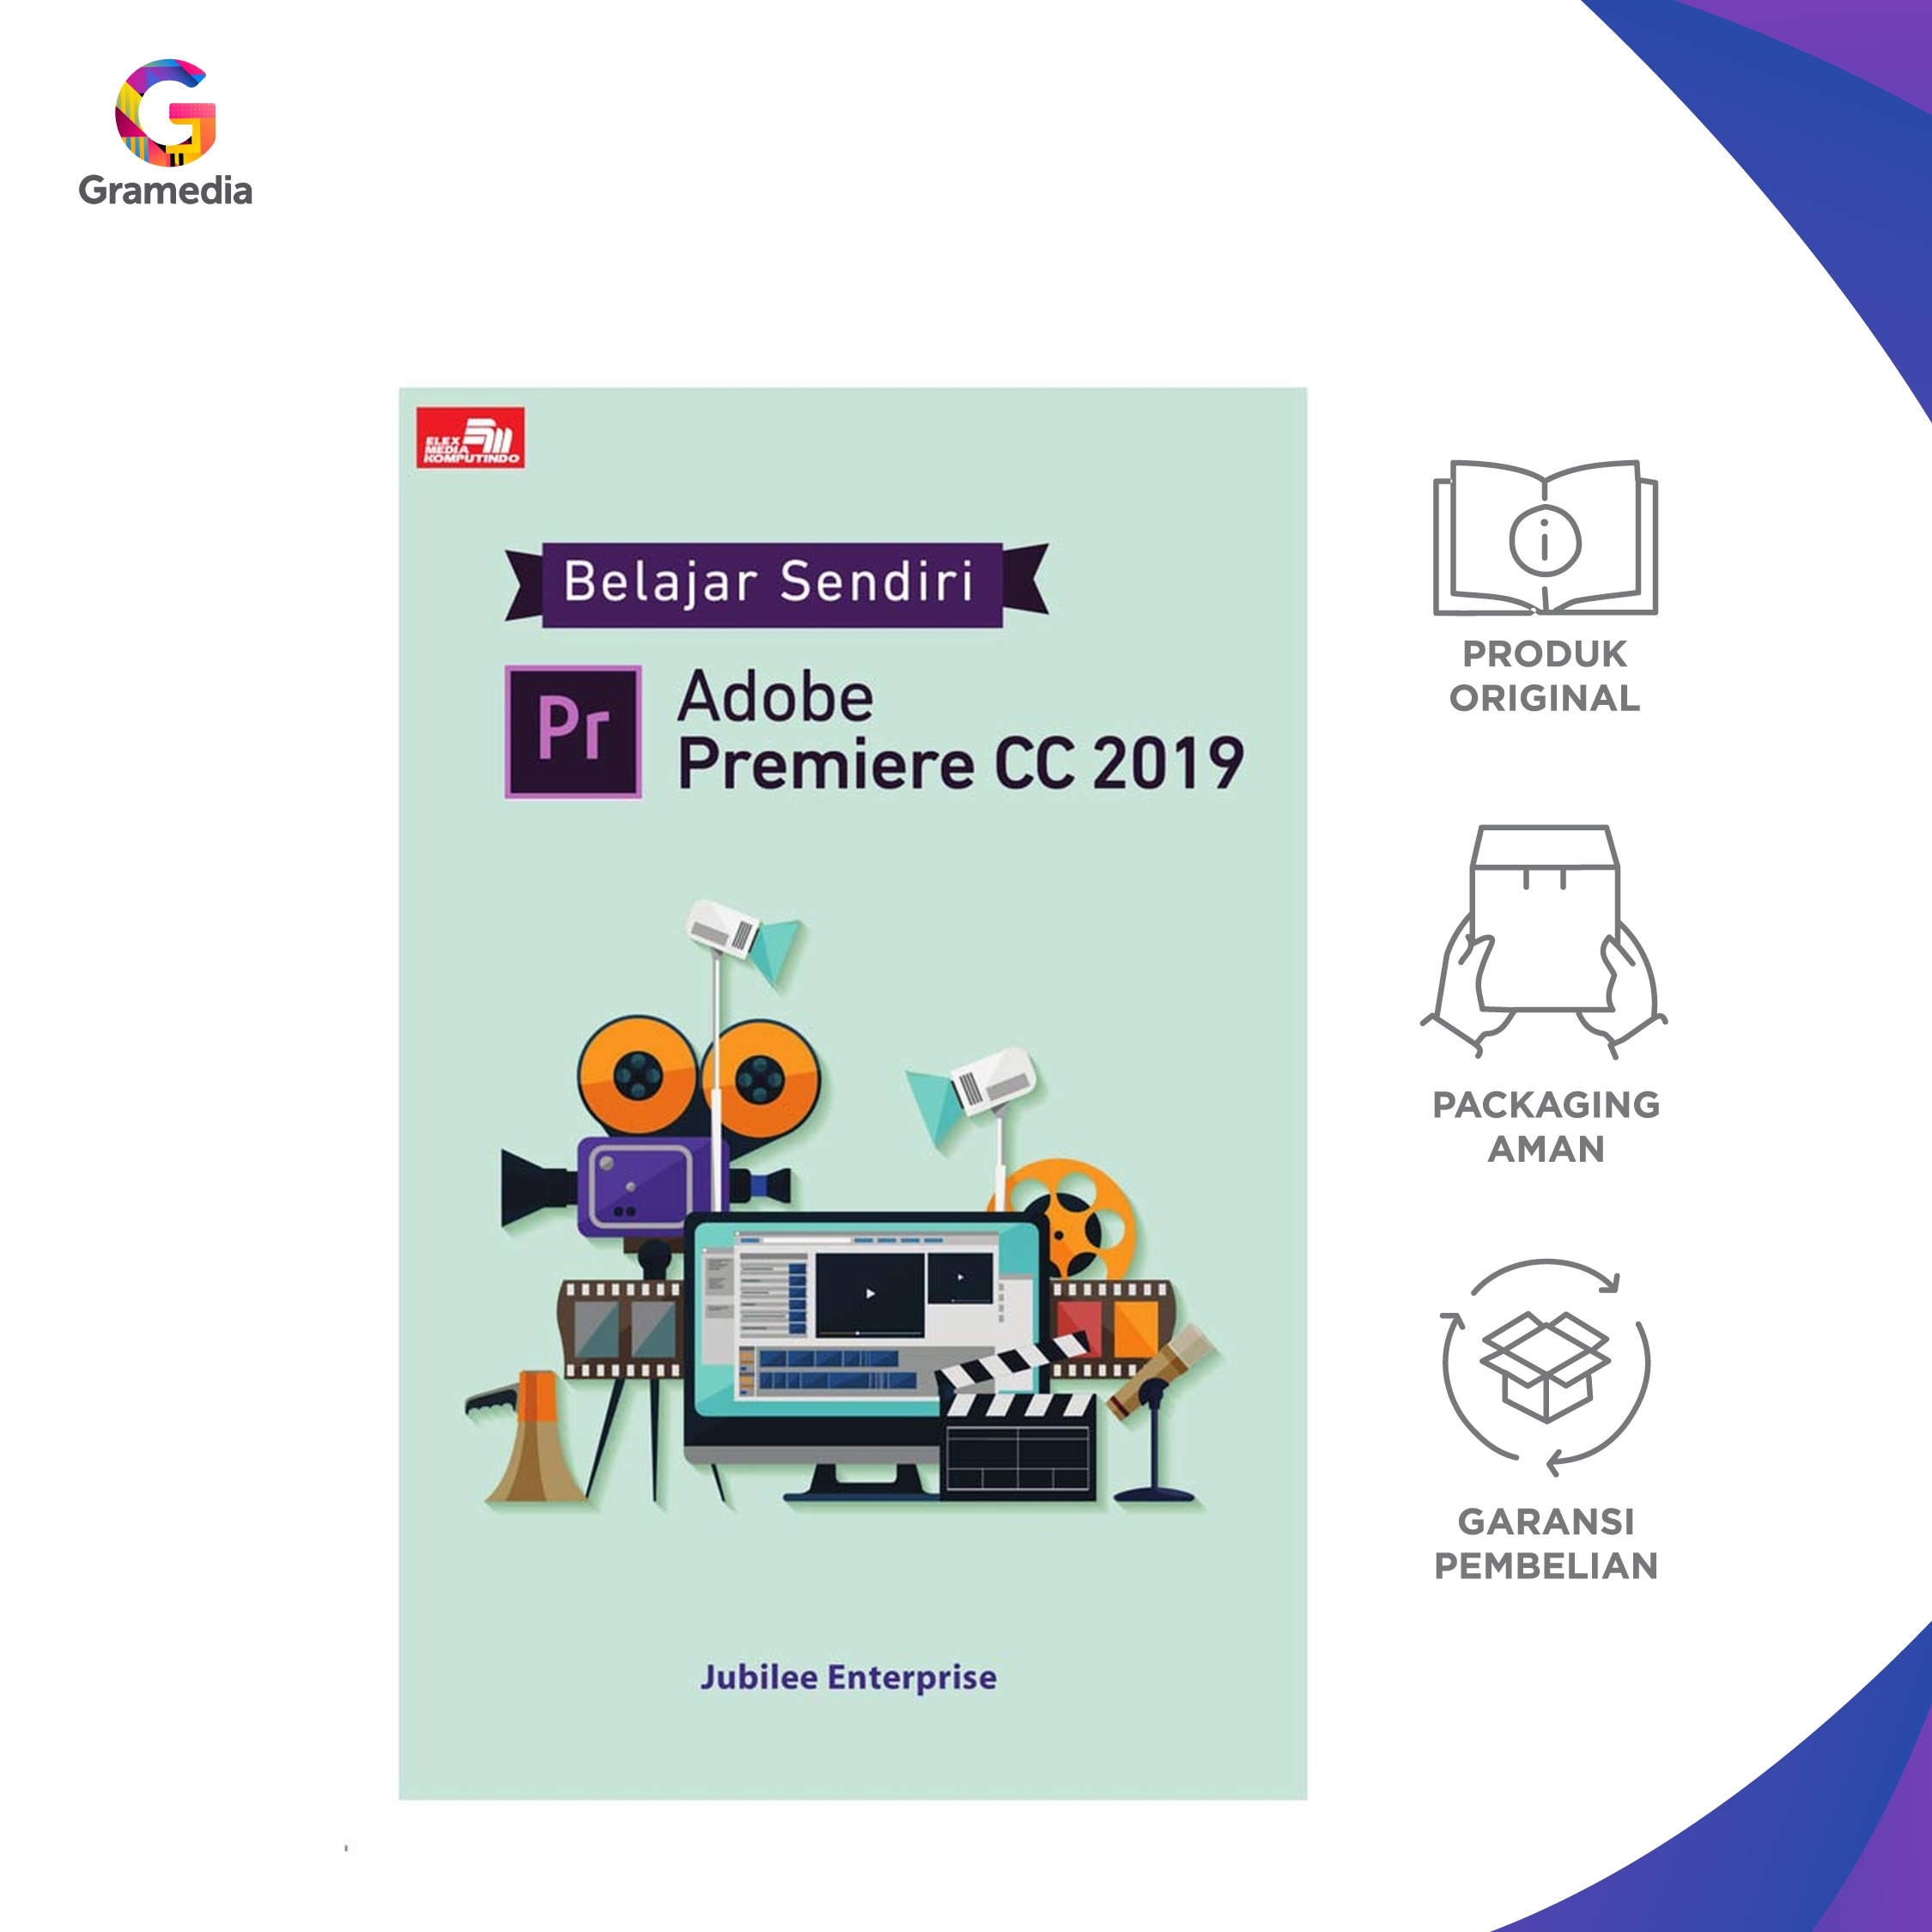 Gramedia
ELEX
MEDIA
KOMPUTINDO
Belajar Sendiri
Pr
Adobe
Premiere CC 2019
Jubilee Enterprise
PRODUK
ORIGINAL
PACKAGING
AMAN
GARANSI
PEMBELIAN